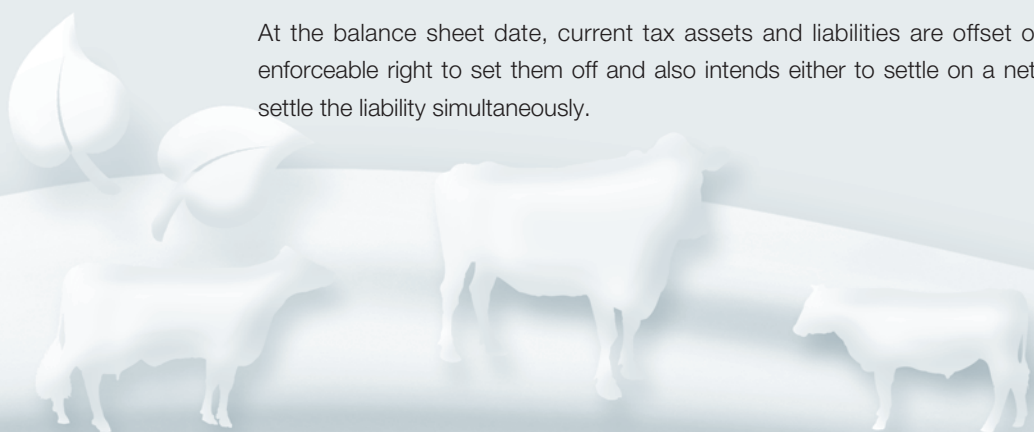 At the balance sheet date, current tax assets and liabilities are offset o
enforceable right to set them off and also intends either to settle on a net
settle the liability simultaneously.